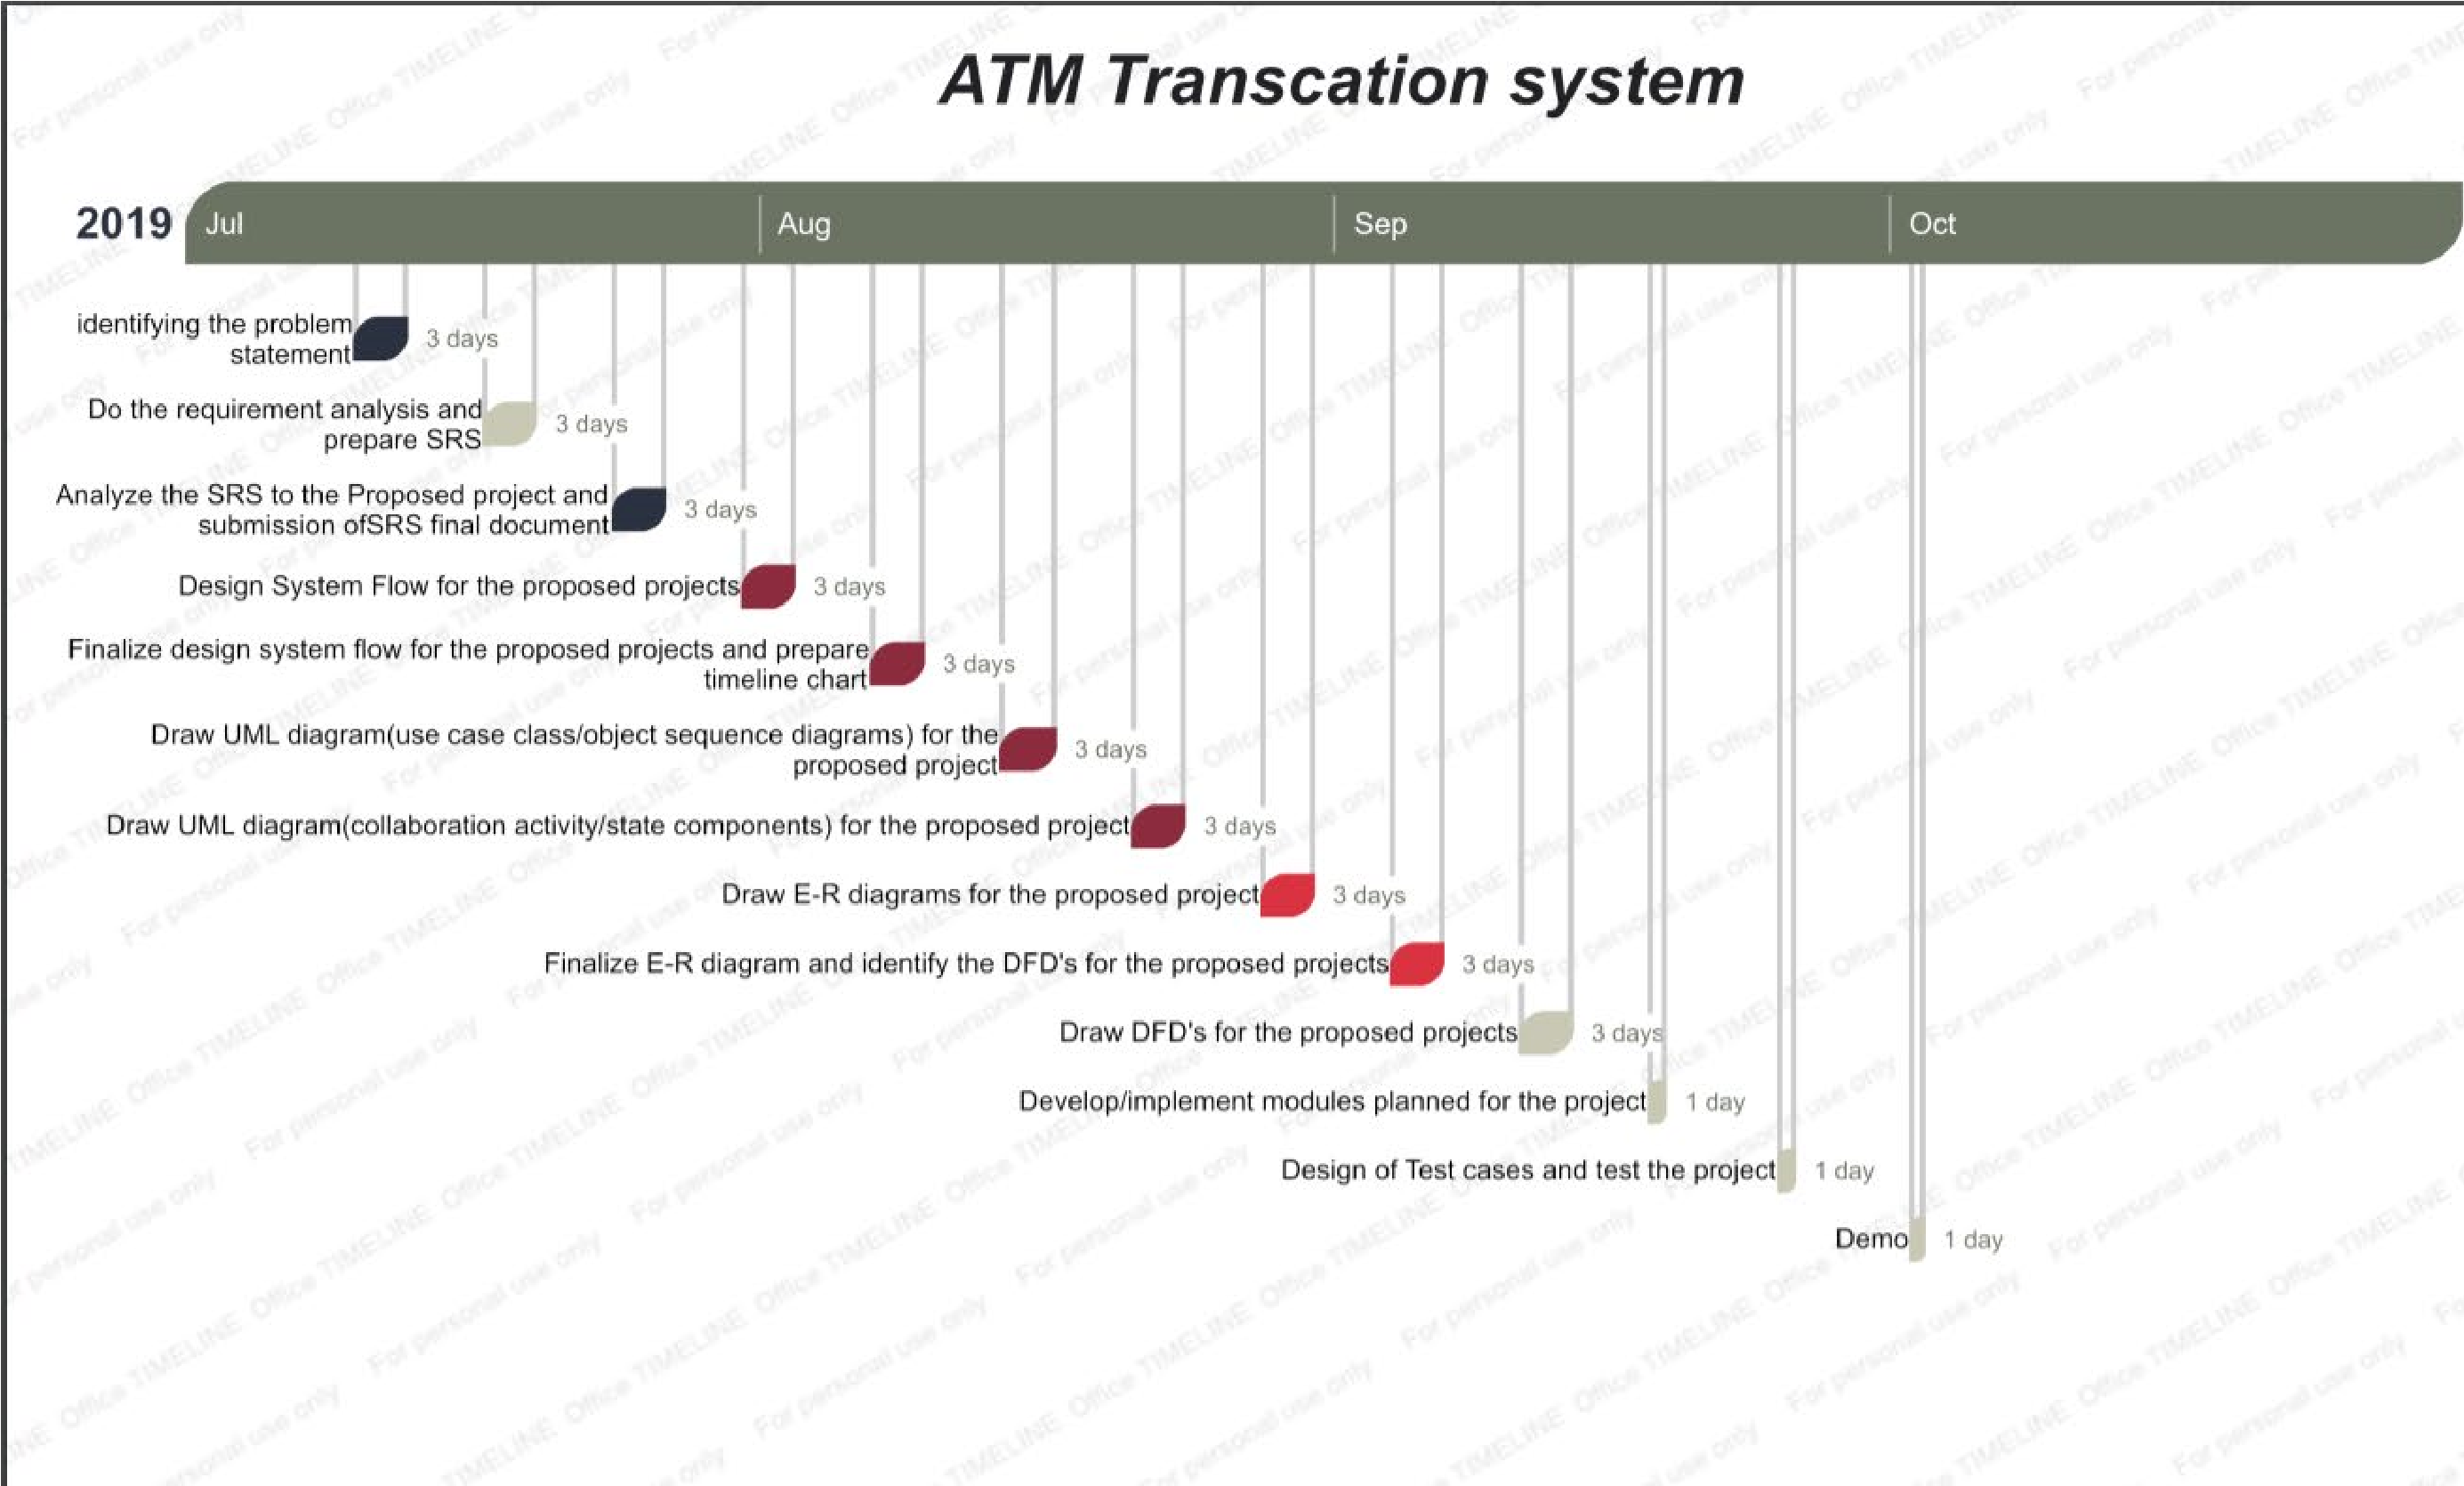 ATM Transcation system
2019
Jul
Aug
Sep
Oct
identifying the problem
statement
3 days
Do the requirement analysis and
prepare SRS
3 days
Analyze the SRS to the Proposed project and
submission ofSRS final document
3 days
Design System Flow for the proposed projects
3 days
Finalize design system flow for the proposed projects and prepare
timeline chart
3 days
Draw UML diagram(use case class/object sequence diagrams) for the
proposed project
3 days
Draw UML diagram(collaboration activity/state components) for the proposed project
3 days
Draw E-R diagrams for the proposed project
3 days
Finalize E-R diagram and identify the DFD's for the proposed projects
3 days
Draw DFD's for the proposed projects
3 days
Develop/implement modules planned for the project
1 day
Design of Test cases and test the project
1 day
Demo
1 day
Office TIMELINE For personal use only